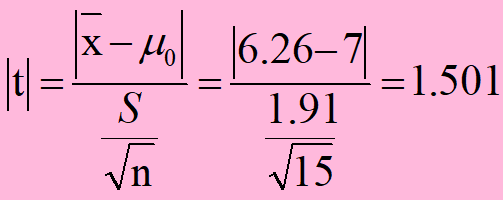 |t| = |x̅ − μ₀| / (S / √n) = |6.26 − 7| / (1.91 / √15) = 1.501